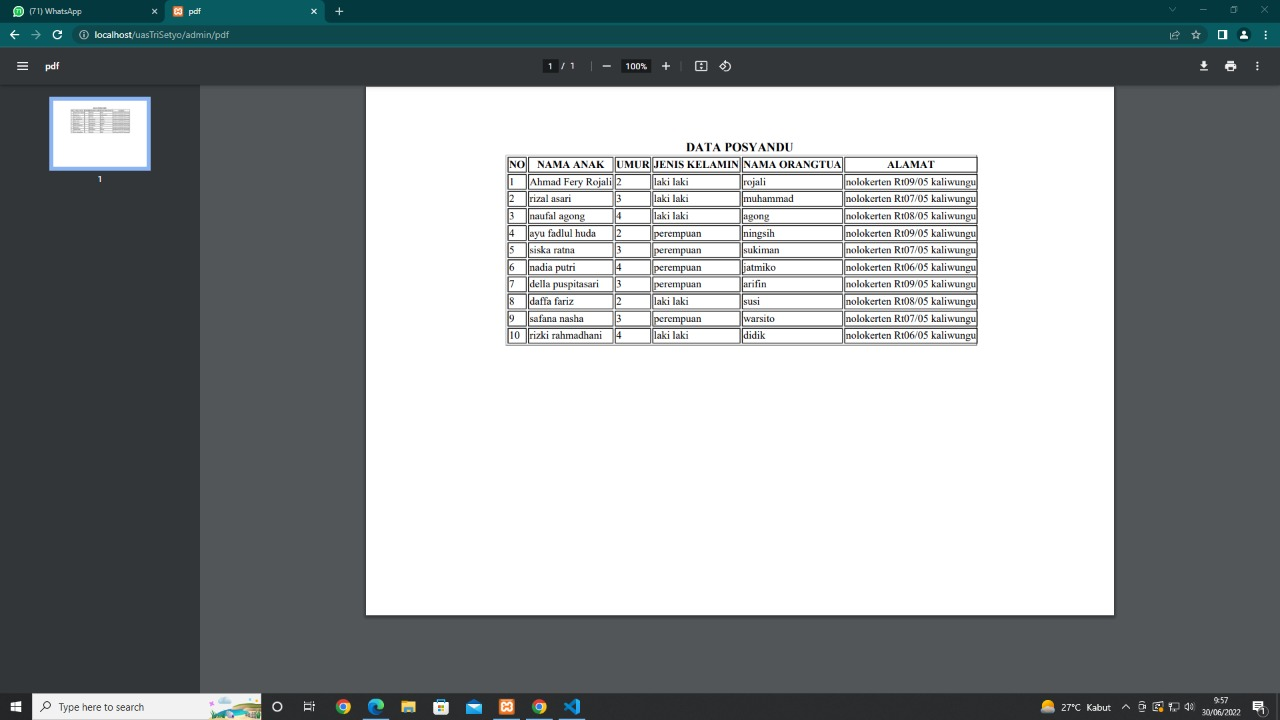 (71) WhatsApp
pdf
localhost/uasTriSetyo/admin/pdf
pdf
1 / 1
100%
1
DATA POSYANDU
NO NAMA ANAK UMUR JENIS KELAMIN NAMA ORANGTUA ALAMAT
1 Ahmad Fery Rojali 2 laki laki rojali nolokerten Rt09/05 kaliwungu
2 rizal asari 3 laki laki muhammad nolokerten Rt07/05 kaliwungu
3 naufal agong 4 laki laki agong nolokerten Rt08/05 kaliwungu
4 ayu fadlul huda 2 perempuan ningsih nolokerten Rt09/05 kaliwungu
5 siska ratna 3 perempuan sukiman nolokerten Rt07/05 kaliwungu
6 nadia putri 4 perempuan jatmiko nolokerten Rt06/05 kaliwungu
7 della puspitasari 3 perempuan arifin nolokerten Rt09/05 kaliwungu
8 daffa fariz 2 laki laki susi nolokerten Rt08/05 kaliwungu
9 safana nasha 3 perempuan warsito nolokerten Rt07/05 kaliwungu
10 rizki rahmadhani 4 laki laki didik nolokerten Rt06/05 kaliwungu
Type here to search
27°C Kabut
9:57
30/06/2022